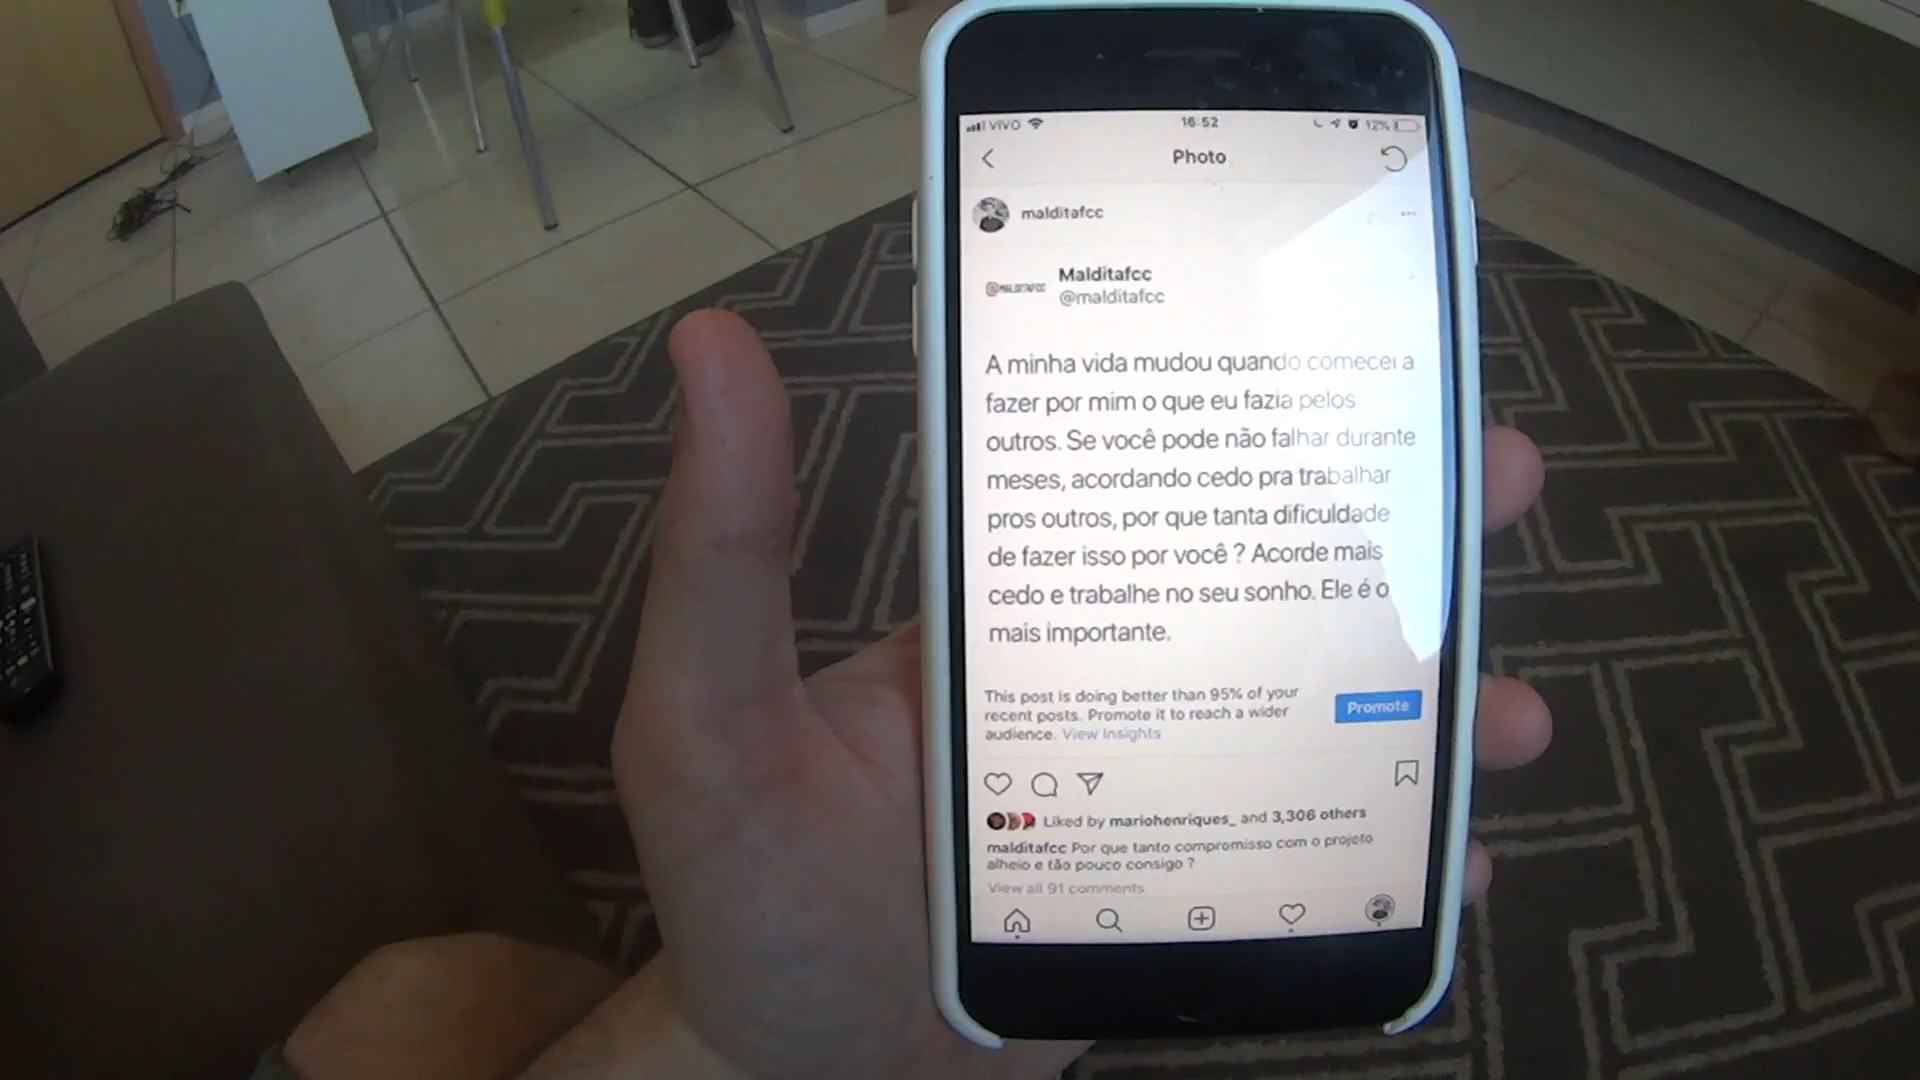 VIVO 16:52 12%
Photo
malditafcc
@MALDITAFCC
Malditafcc
@malditafcc
A minha vida mudou quando comecei a
fazer por mim o que eu fazia pelos
outros. Se você pode não falhar durante
meses, acordando cedo pra trabalhar
pros outros, por que tanta dificuldade
de fazer isso por você ? Acorde mais
cedo e trabalhe no seu sonho. Ele é o
mais importante.
This post is doing better than 95% of your
recent posts. Promote it to reach a wider
audience. View Insights
Promote
Liked by mariohenriques_ and 3,306 others
malditafcc Por que tanto compromisso com o projeto
alheio e tão pouco consigo ?
View all 91 comments